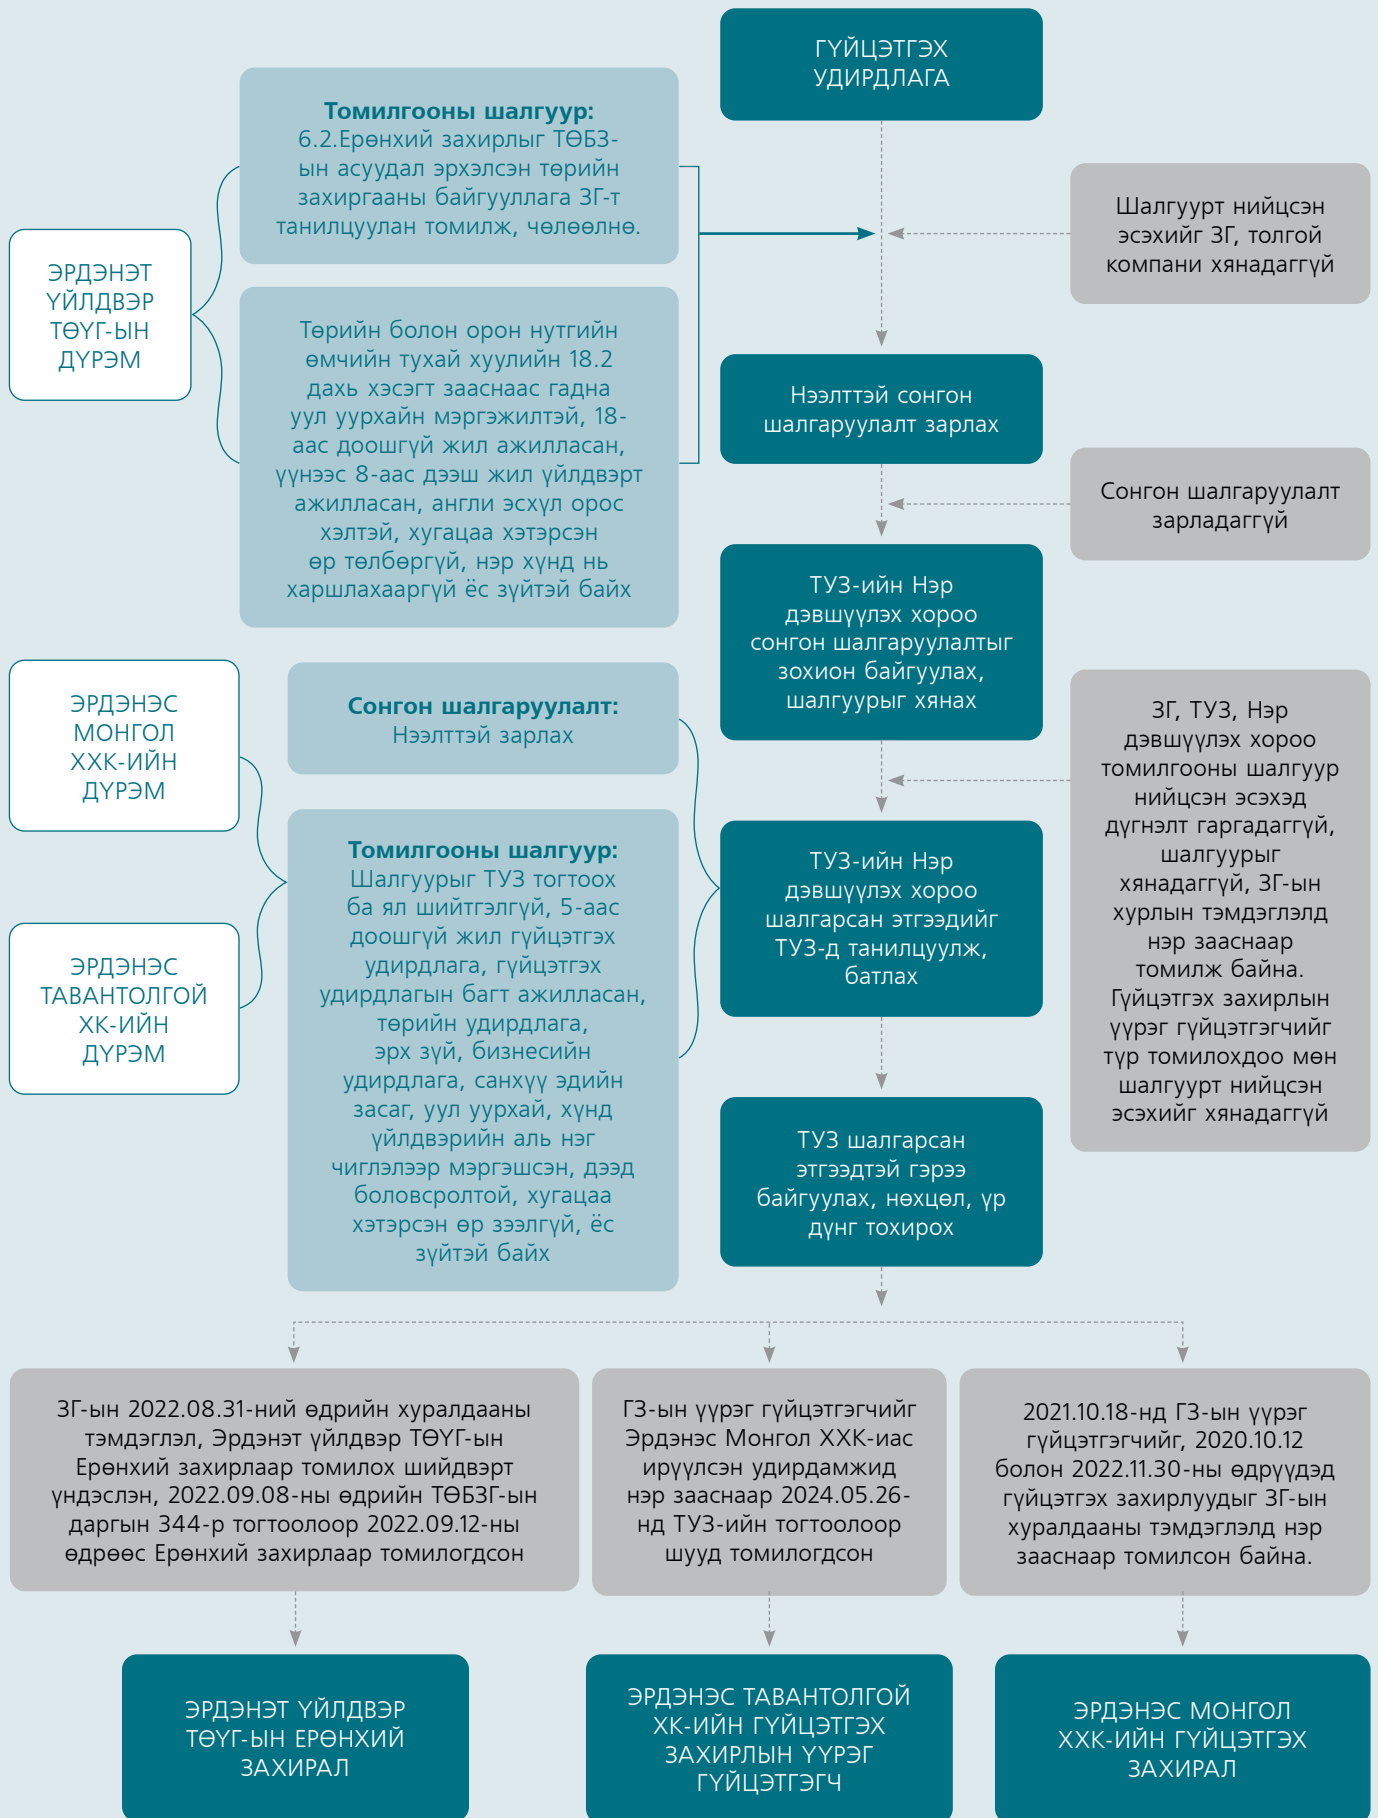 ГҮЙЦЭТГЭХ
УДИРДЛАГА
Томилгооны шалгуур:
6.2.Ерөнхий захирлыг ТӨБЗ-
ын асуудал эрхэлсэн төрийн
захиргааны байгууллага ЗГ-т
танилцуулан томилж, чөлөөлнө.
Шалгуурт нийцсэн
эсэхийг ЗГ, толгой
компани хянадаггүй
ЭРДЭНЭТ
ҮЙЛДВЭР
ТӨҮГ-ЫН
ДҮРЭМ
Төрийн болон орон нутгийн
өмчийн тухай хуулийн 18.2
дахь хэсэгт зааснаас гадна
уул уурхайн мэргэжилтэй, 18-
аас доошгүй жил ажилласан,
үүнээс 8-аас дээш жил үйлдвэрт
ажилласан, англи эсхүл орос
хэлтэй, хугацаа хэтэрсэн
өр төлбөргүй, нэр хүнд нь
харшлахааргүй ёс зүйтэй байх
Нээлттэй сонгон
шалгаруулалт зарлах
Сонгон шалгаруулалт
зарладаггүй
ТУЗ-ийн Нэр
дэвшүүлэх хороо
сонгон шалгаруулалтыг
зохион байгуулах,
шалгуурыг хянах
ЭРДЭНЭС
МОНГОЛ
ХХК-ИЙН
ДҮРЭМ
Сонгон шалгаруулалт:
Нээлттэй зарлах
ЗГ, ТУЗ, Нэр
дэвшүүлэх хороо
томилгооны шалгуур
нийцсэн эсэхэд
дүгнэлт гаргадаггүй,
шалгуурыг
хянадаггүй, ЗГ-ын
хурлын тэмдэглэлд
нэр зааснаар
томилж байна.
Гүйцэтгэх захирлын
үүрэг гүйцэтгэгчийг
түр томилохдоо мөн
шалгуурт нийцсэн
эсэхийг хянадаггүй
Томилгооны шалгуур:
Шалгуурыг ТУЗ тогтоох
ба ял шийтгэлгүй, 5-аас
доошгүй жил гүйцэтгэх
удирдлага, гүйцэтгэх
удирдлагын багт ажилласан,
төрийн удирдлага,
эрх зүй, бизнесийн
удирдлага, санхүү эдийн
засаг, уул уурхай, хүнд
үйлдвэрийн аль нэг
чиглэлээр мэргэшсэн, дээд
боловсролтой, хугацаа
хэтэрсэн өр зээлгүй, ёс
зүйтэй байх
ТУЗ-ийн Нэр
дэвшүүлэх хороо
шалгарсан этгээдийг
ТУЗ-д танилцуулж,
батлах
ЭРДЭНЭС
ТАВАНТОЛГОЙ
ХК-ИЙН
ДҮРЭМ
ТУЗ шалгарсан
этгээдтэй гэрээ
байгуулах, нөхцөл, үр
дүнг тохирох
ЗГ-ын 2022.08.31-ний өдрийн хуралдааны
тэмдэглэл, Эрдэнэт үйлдвэр ТӨҮГ-ын
Ерөнхий захирлаар томилох шийдвэрт
үндэслэн, 2022.09.08-ны өдрийн ТӨБЗГ-ын
даргын 344-р тогтоолоор 2022.09.12-ны
өдрөөс Ерөнхий захирлаар томилогдсон
ГЗ-ын үүрэг гүйцэтгэгчийг
Эрдэнэс Монгол ХХК-иас
ирүүлсэн удирдамжид
нэр зааснаар 2024.05.26-
нд ТУЗ-ийн тогтоолоор
шууд томилогдсон
2021.10.18-нд ГЗ-ын үүрэг
гүйцэтгэгчийг, 2020.10.12
болон 2022.11.30-ны өдрүүдэд
гүйцэтгэх захирлуудыг ЗГ-ын
хуралдааны тэмдэглэлд нэр
зааснаар томилсон байна.
ЭРДЭНЭТ ҮЙЛДВЭР
ТӨҮГ-ЫН ЕРӨНХИЙ
ЗАХИРАЛ
ЭРДЭНЭС ТАВАНТОЛГОЙ
ХК-ИЙН ГҮЙЦЭТГЭХ
ЗАХИРЛЫН ҮҮРЭГ
ГҮЙЦЭТГЭГЧ
ЭРДЭНЭС МОНГОЛ
ХХК-ИЙН ГҮЙЦЭТГЭХ
ЗАХИРАЛ